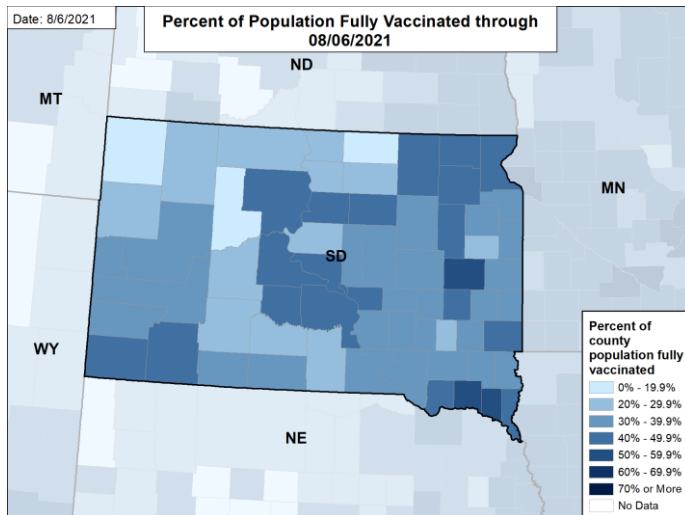 Date: 8/6/2021
Percent of Population Fully Vaccinated through
08/06/2021
ND
MT
MN
SD
WY
NE
Percent of
county
population fully
vaccinated
0% - 19.9%
20% - 29.9%
30% - 39.9%
40% - 49.9%
50% - 59.9%
60% - 69.9%
70% or More
No Data